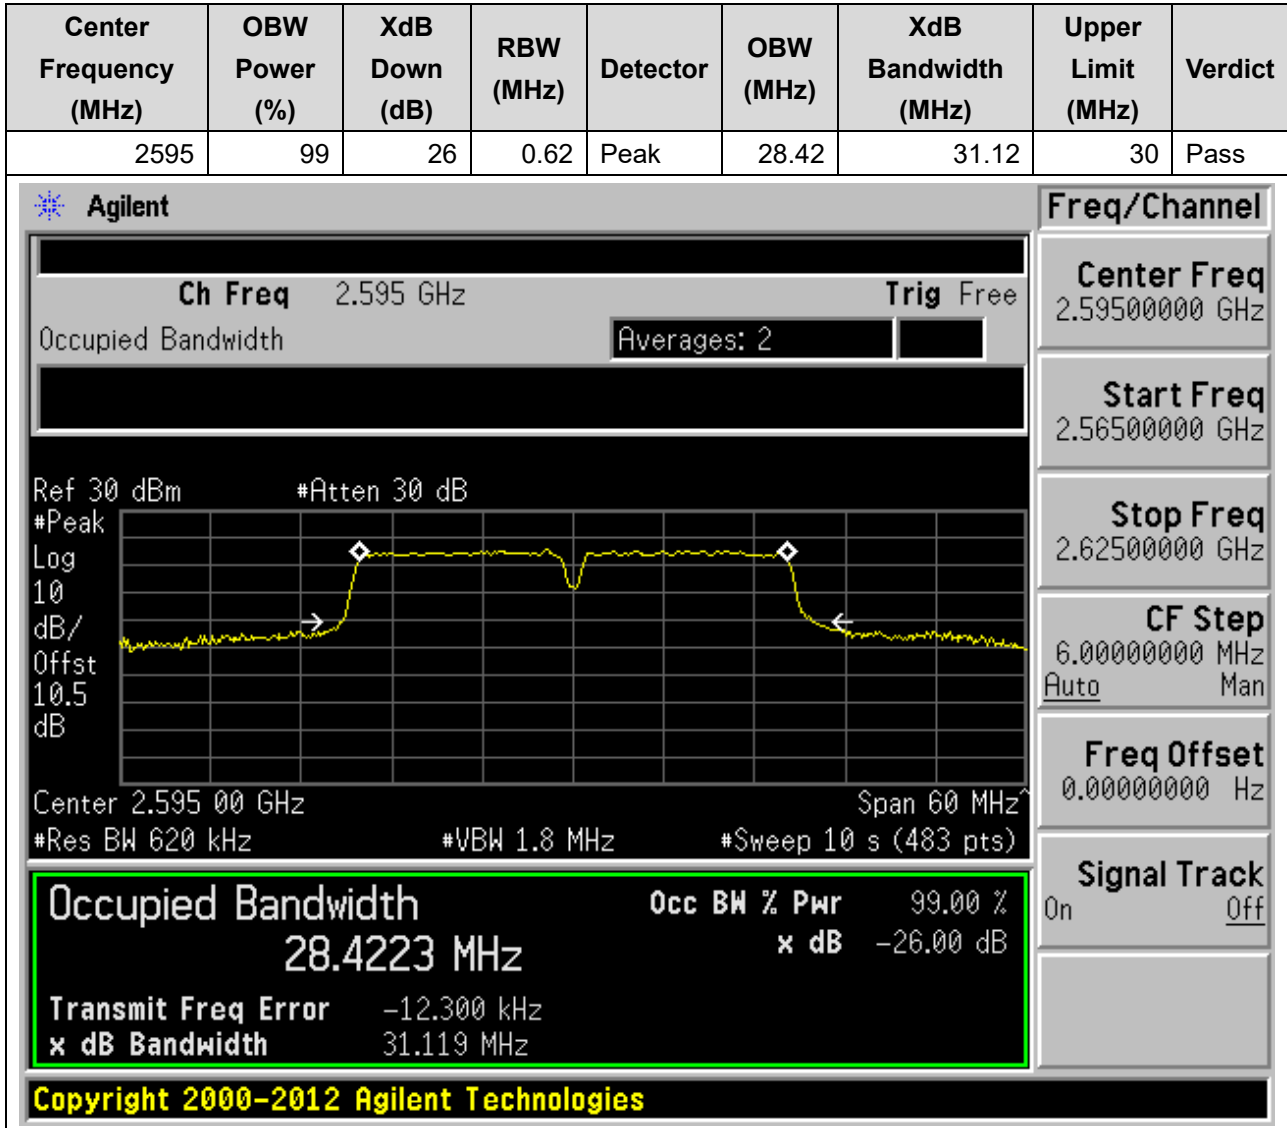 Center Frequency (MHz) OBW Power (%) XdB Down (dB) RBW (MHz) Detector OBW (MHz) XdB Bandwidth (MHz) Upper Limit (MHz) Verdict
2595 99 26 0.62 Peak 28.42 31.12 30 Pass
Agilent
Freq/Channel
Ch Freq 2.595 GHz Trig Free
Occupied Bandwidth Averages: 2
Center Freq
2.59500000 GHz
Start Freq
2.56500000 GHz
Stop Freq
2.62500000 GHz
CF Step
6.00000000 MHz
Auto Man
Freq Offset
0.00000000 Hz
Signal Track
On Off
Ref 30 dBm #Atten 30 dB
#Peak
Log
10
dB/
Offst
10.5
dB
Center 2.595 00 GHz Span 60 MHz^
#Res BW 620 kHz #VBW 1.8 MHz #Sweep 10 s (483 pts)
Occupied Bandwidth Occ BW % Pwr 99.00 %
28.4223 MHz x dB -26.00 dB
Transmit Freq Error -12.300 kHz
x dB Bandwidth 31.119 MHz
Copyright 2000-2012 Agilent Technologies